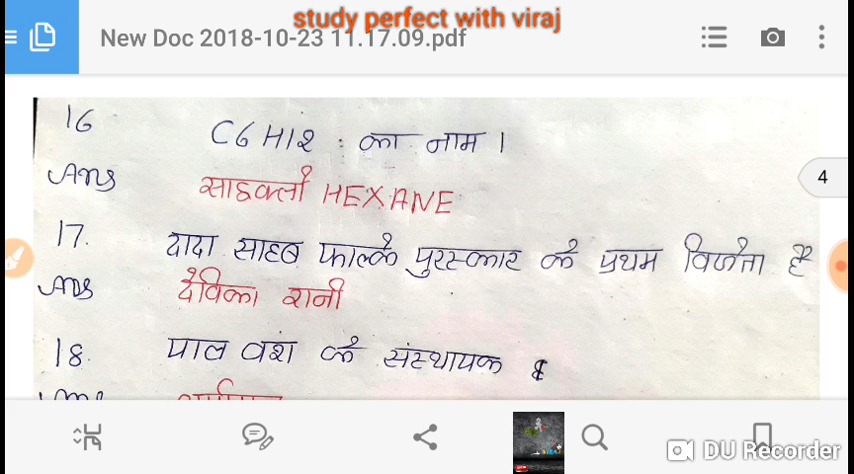 study perfect with viraj
New Doc 2018-10-23 11.17.09.pdf
16 C6H12 : का नाम ।
Ans साइक्लो HEXANE
4
17. दादा साहब फाल्के पुरस्कार के प्रथम विजेता है
Ans देविका रानी
18. पाल वंश के संस्थापक
DU Recorder